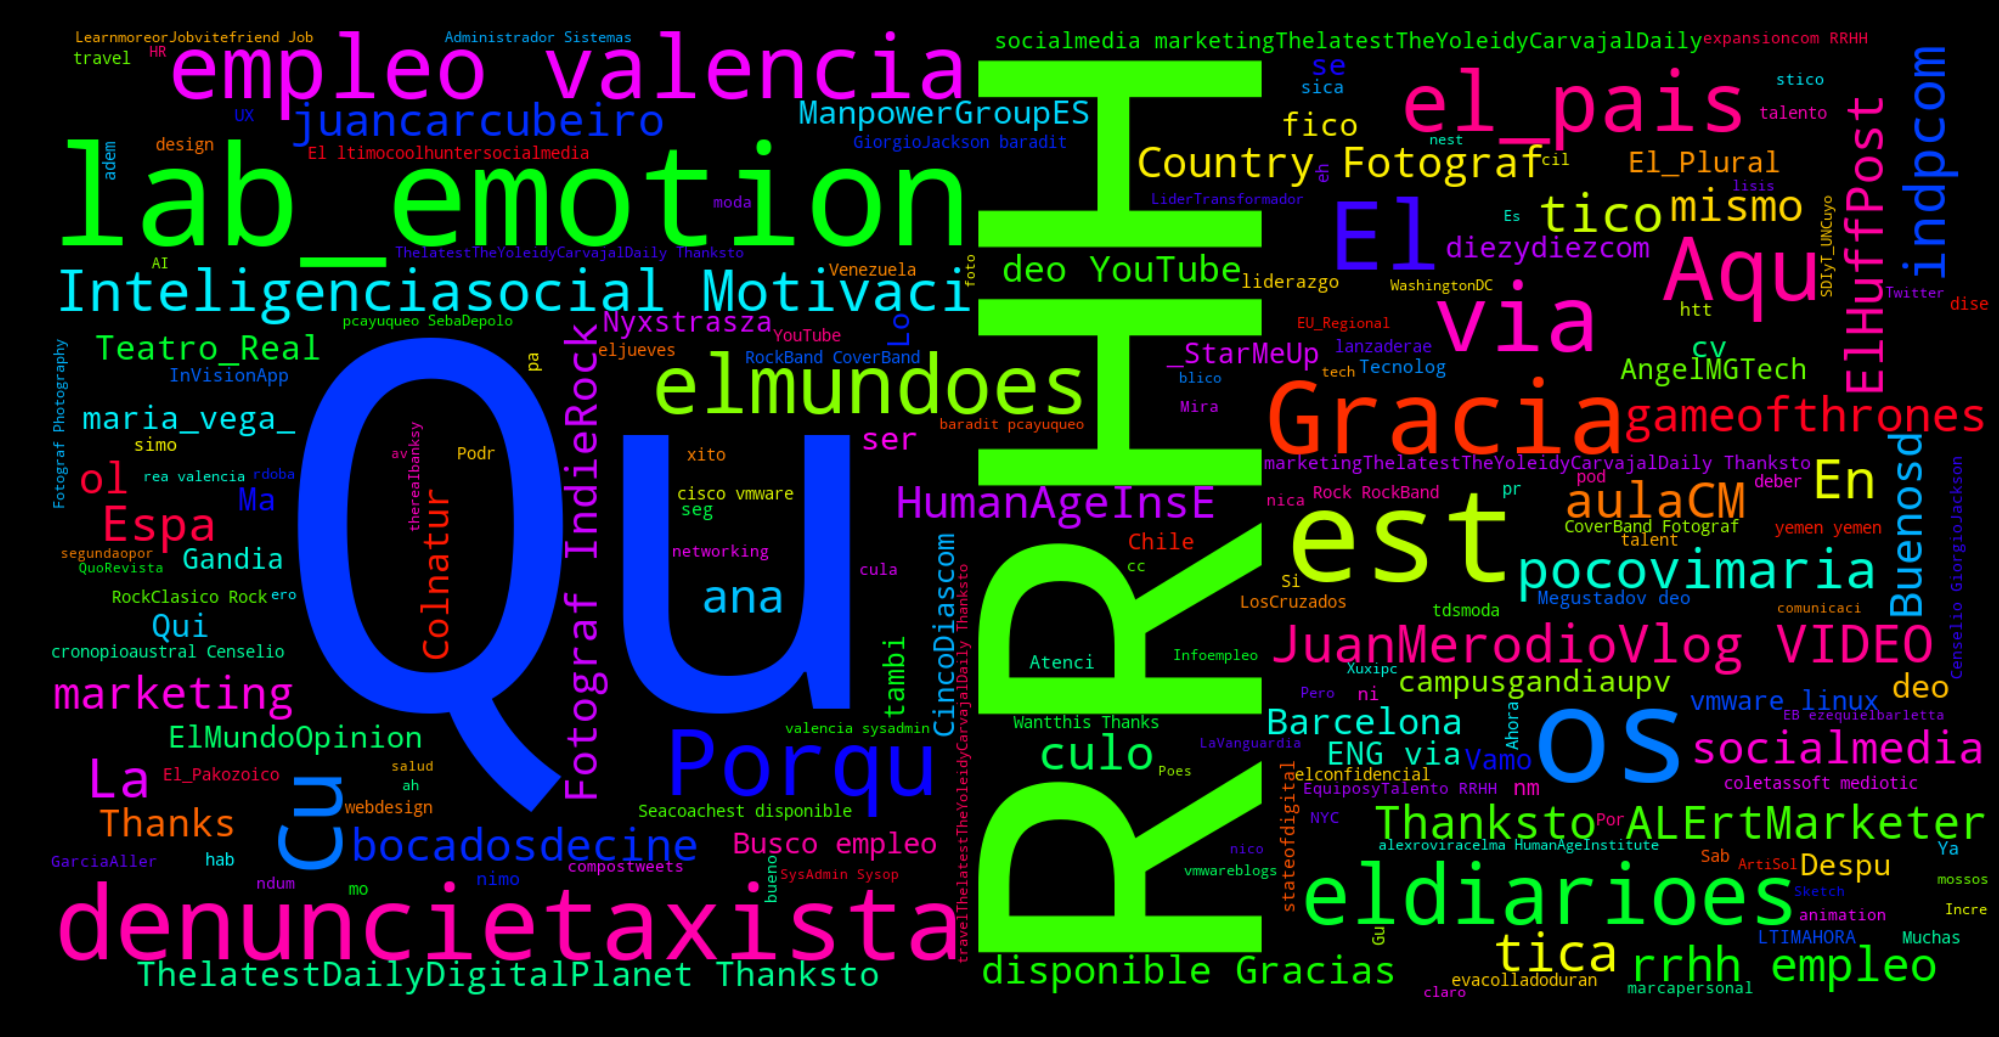 LearnmoreorJobvitefriend Job
Administrador Sistemas
socialmedia marketingThelatestTheYoleidyCarvajalDaily
expansioncom RRHH
travel
HR
empleo valencia
se
sica
el_pais
stico
talento
indpcom
UX
juancarcubeiro
ManpowerGroupES
fico
nest
ElHuffPost
adem
design
El ltimocoolhuntersocialmedia
GiorgioJackson baradit
Country Fotograf
cil
eh
El_Plural
lisis
lab_emotion
moda
LiderTransformador
El
Es
tico
mismo
SDIyT_UNCuyo
diezydiezcom
AI
ThelatestTheYoleidyCarvajalDaily Thanksto
Venezuela
foto
deo YouTube
liderazgo
WashingtonDC
Aqu
Inteligenciasocial Motivaci
via
htt
Twitter
dise
pcayuqueo SebaDepolo
Nyxstrasza
YouTube
Lo
EU_Regional
Teatro_Real
pa
eljueves
RockBand CoverBand
_StarMeUp
lanzaderae
cv
InVisionApp
elmundoes
blico
tech
Tecnolog
AngelMGTech
Fotograf Photography
maria_vega_
Mira
Gracia
gameofthrones
baradit pcayuqueo
simo
av
thereaIbanksy
Podr
xito
ser
Buenosd
ol
rea valencia
rdoba
marketingThelatestTheYoleidyCarvajalDaily Thanksto
pod
deber
En
Ma
cisco vmware
HumanAgeInsE
nica
Rock RockBand
pr
aulaCM
Espa
Qu
seg
RRHH
est
CoverBand Fotograf
yemen yemen
talent
segundaopor
Gandia
Colnatur
Fotograf IndieRock
networking
Chile
Censelio GiorgioJackson
QuoRevista
cula
cc
Si
pocovimaria
RockClasico Rock
ero
ana
CincoDiascom
travelThelatestTheYoleidyCarvajalDaily Thanksto
LosCruzados
Megustadov deo
tdsmoda
comunicaci
Qui
cronopioaustral Censelio
tambi
Atenci
Infoempleo
JuanMerodioVlog VIDEO
Xuxipc
marketing
Pero
ni
campusgandiaupv
vmware linux
deo
valencia sysadmin
Wantthis Thanks
Barcelona
Ahora
EB ezequielbarletta
ElMundoOpinion
Porqu
culo
LaVanguardia
ENG via
Vamo
os
socialmedia
La
El_Pakozoico
salud
Poes
elconfidencial
coletassoft mediotic
Cu
ah
EquiposyTalento RRHH
nm
webdesign
Seacoachest disponible
stateofdigital
Thanks
NYC
Thanksto
Por
ALErtMarketer
bocadosdecine
Busco empleo
nico
alexroviracelma HumanAgeInstitute
Ya
GarciaAller
hab
compostweets
bueno
SysAdmin Sysop
vmwareblogs
Sab
ArtiSol
Despu
ndum
mo
nimo
eldiarioes
Sketch
mossos
denuncietaxista
animation
Incre
Gu
tica
LTIMAHORA
Muchas
ThelatestDailyDigitalPlanet Thanksto
disponible Gracias
rrhh empleo
evacolladoduran
claro
marcapersonal